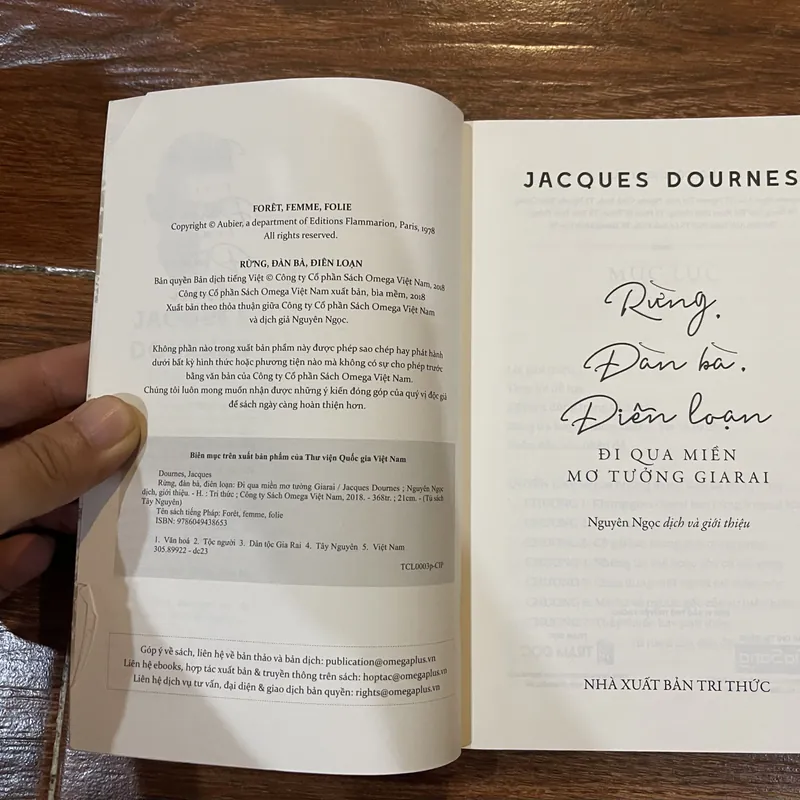 FORÊT, FEMME, FOLIE
Copyright © Aubier, a department of Editions Flammarion, Paris, 1978
All rights reserved.
RỪNG, ĐÀN BÀ, ĐIÊN LOẠN
Bản quyền Bản dịch tiếng Việt © Công ty Cổ phần Sách Omega Việt Nam, 2018
Công ty Cổ phần Sách Omega Việt Nam xuất bản, bìa mềm, 2018
Xuất bản theo thỏa thuận giữa Công ty Cổ phần Sách Omega Việt Nam
và dịch giả Nguyên Ngọc.
Không phần nào trong xuất bản phẩm này được phép sao chép hay phát hành
dưới bất kỳ hình thức hoặc phương tiện nào mà không có sự cho phép trước
bằng văn bản của Công ty Cổ phần Sách Omega Việt Nam.
Chúng tôi luôn mong muốn nhận được những ý kiến đóng góp của quý vị độc giả
để sách ngày càng hoàn thiện hơn.
Biên mục trên xuất bản phẩm của Thư viện Quốc gia Việt Nam
Dournes, Jacques
Rừng, đàn bà, điên loạn: Đi qua miền mơ tưởng Giarai / Jacques Dournes ; Nguyên Ngọc
dịch, giới thiệu. - H. : Tri thức ; Công ty Sách Omega Việt Nam, 2018. - 368tr. ; 21cm. - (Tủ sách
Tây Nguyên)
Tên sách tiếng Pháp: Forêt, femme, folie
ISBN: 9786049438653
1. Văn hoá 2. Tộc người 3. Dân tộc Gia Rai 4. Tây Nguyên 5. Việt Nam
305.89922 - dc23
TCL0003p-CIP
Góp ý về sách, liên hệ về bản thảo và bản dịch: publication@omegaplus.vn
Liên hệ ebooks, hợp tác xuất bản & truyền thông trên sách: hoptac@omegaplus.vn
Liên hệ dịch vụ tư vấn, đại diện & giao dịch bản quyền: rights@omegaplus.vn
JACQUES DOURNES
Rừng,
Đàn bà,
Điên loạn
ĐI QUA MIỀN
MƠ TƯỞNG GIARAI
Nguyên Ngọc dịch và giới thiệu
NHÀ XUẤT BẢN TRI THỨC